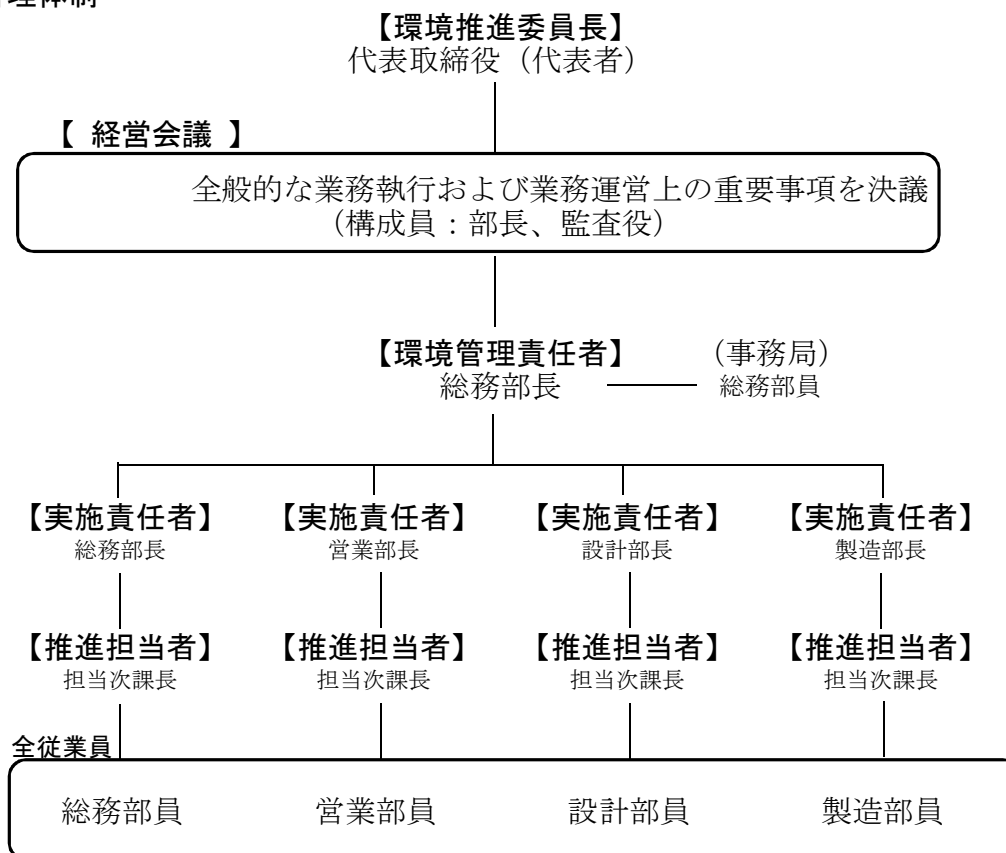 【環境推進委員長】
代表取締役（代表者）
【 経営会議 】
全般的な業務執行および業務運営上の重要事項を決議
（構成員：部長、監査役）
【環境管理責任者】 （事務局）
総務部長 総務部員
【実施責任者】 【実施責任者】 【実施責任者】 【実施責任者】
総務部長 営業部長 設計部長 製造部長
【推進担当者】 【推進担当者】 【推進担当者】 【推進担当者】
担当次課長 担当次課長 担当次課長 担当次課長
全従業員
総務部員 営業部員 設計部員 製造部員